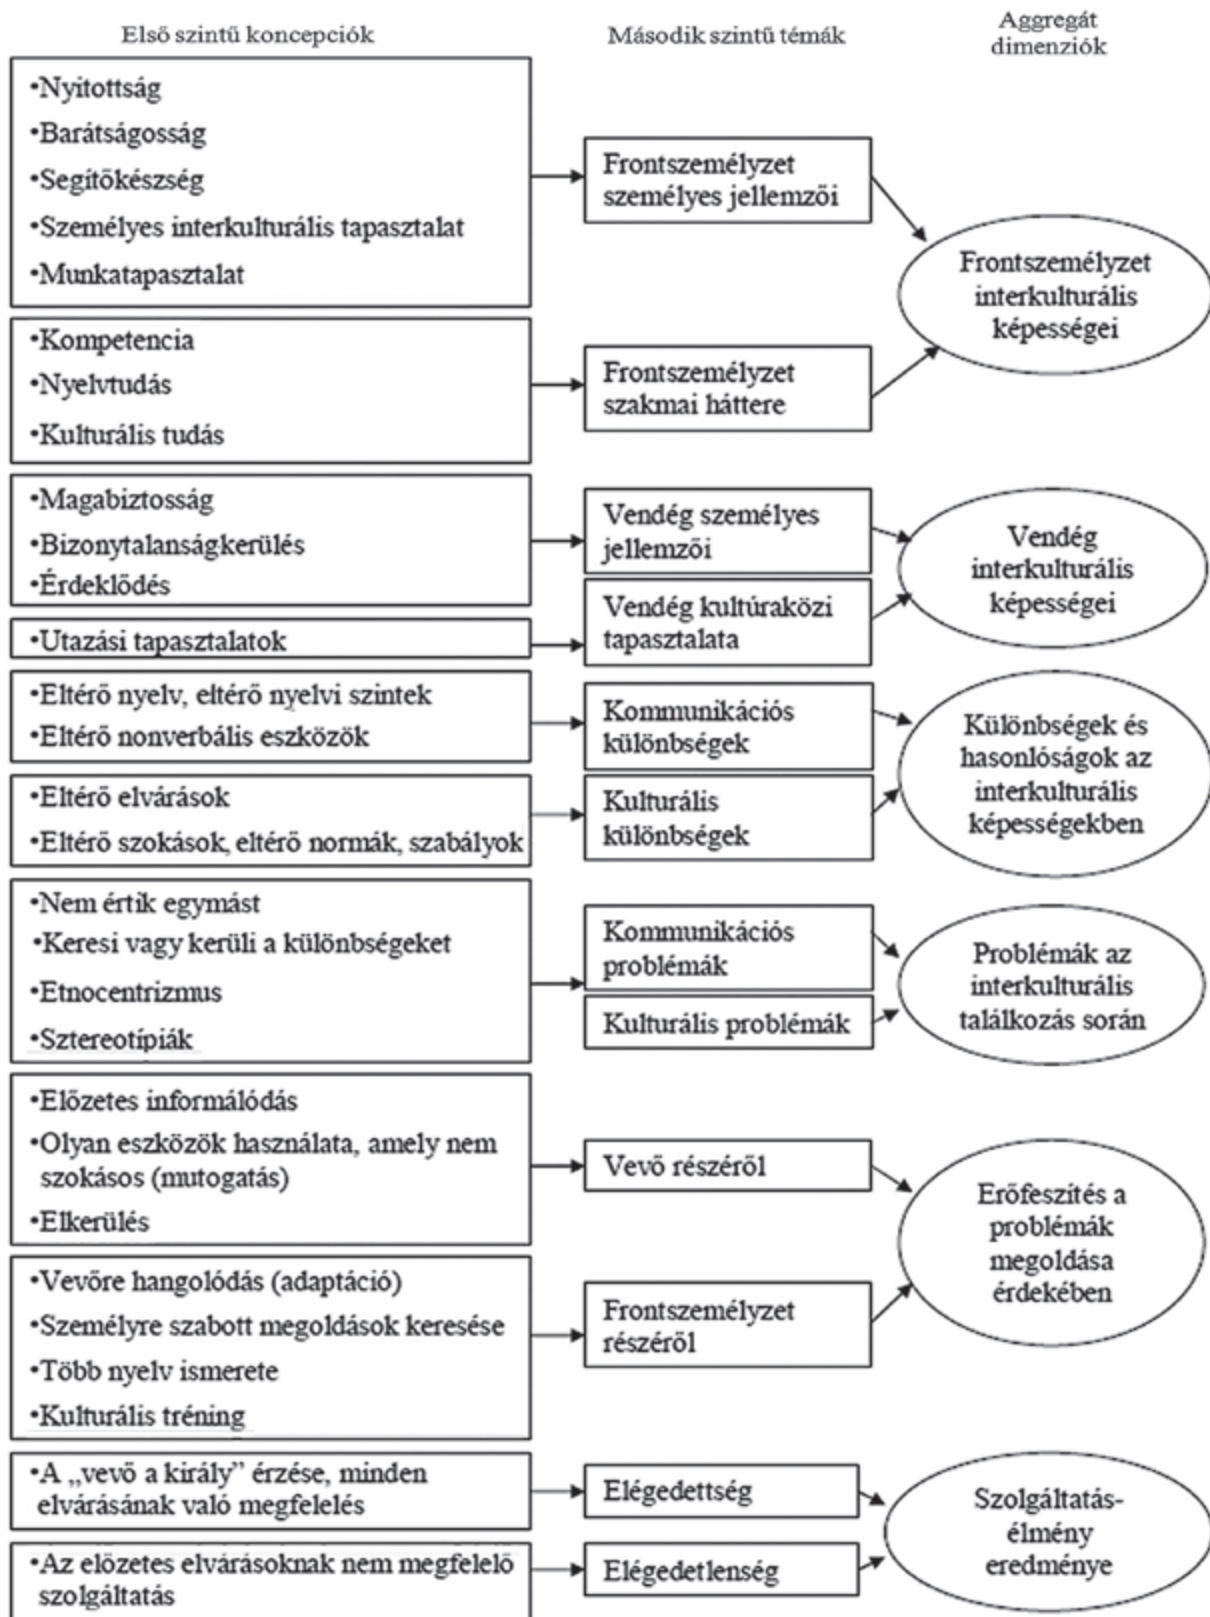 Első szintű koncepciók
Második szintű témák
Aggregát
dimenziók
•Nyitottság
•Barátságosság
•Segítőkészség
•Személyes interkulturális tapasztalat
•Munkatapasztalat
Frontszemélyzet
személyes jellemzői
Frontszemélyzet
interkulturális
képességei
•Kompetencia
•Nyelvtudás
•Kulturális tudás
Frontszemélyzet
szakmai háttere
•Magabiztosság
•Bizonytalanságkerülés
•Érdeklődés
Vendég személyes
jellemzői
Vendég
interkulturális
képességei
•Utazási tapasztalatok
Vendég kultúraközi
tapasztalata
•Eltérő nyelv, eltérő nyelvi szintek
•Eltérő nonverbális eszközök
Kommunikációs
különbségek
Különbségek és
hasonlóságok az
interkulturális
képességekben
•Eltérő elvárások
•Eltérő szokások, eltérő normák, szabályok
Kulturális
különbségek
•Nem értik egymást
•Keresi vagy kerüli a különbségeket
•Etnocentrizmus
•Sztereotípiák
Kommunikációs
problémák
Kulturális problémák
Problémák az
interkulturális
találkozás során
•Előzetes informálódás
•Olyan eszközök használata, amely nem
szokásos (mutogatás)
•Elkerülés
Vevő részéről
Erőfeszítés a
problémák
megoldása
érdekében
•Vevőre hangolódás (adaptáció)
•Személyre szabott megoldások keresése
•Több nyelv ismerete
•Kulturális tréning
Frontszemélyzet
részéről
•A „vevő a király” érzése, minden
elvárásának való megfelelés
Elégedettség
Szolgáltatás-
élmény
eredménye
•Az előzetes elvárásoknak nem megfelelő
szolgáltatás
Elégedetlenség